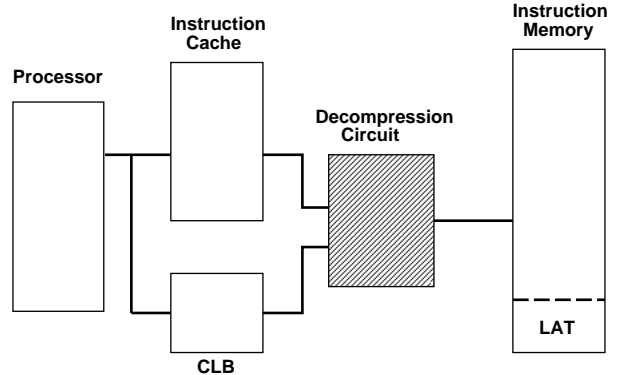 Instruction
Memory
Instruction
Cache
Processor
Decompression
Circuit
LAT
CLB